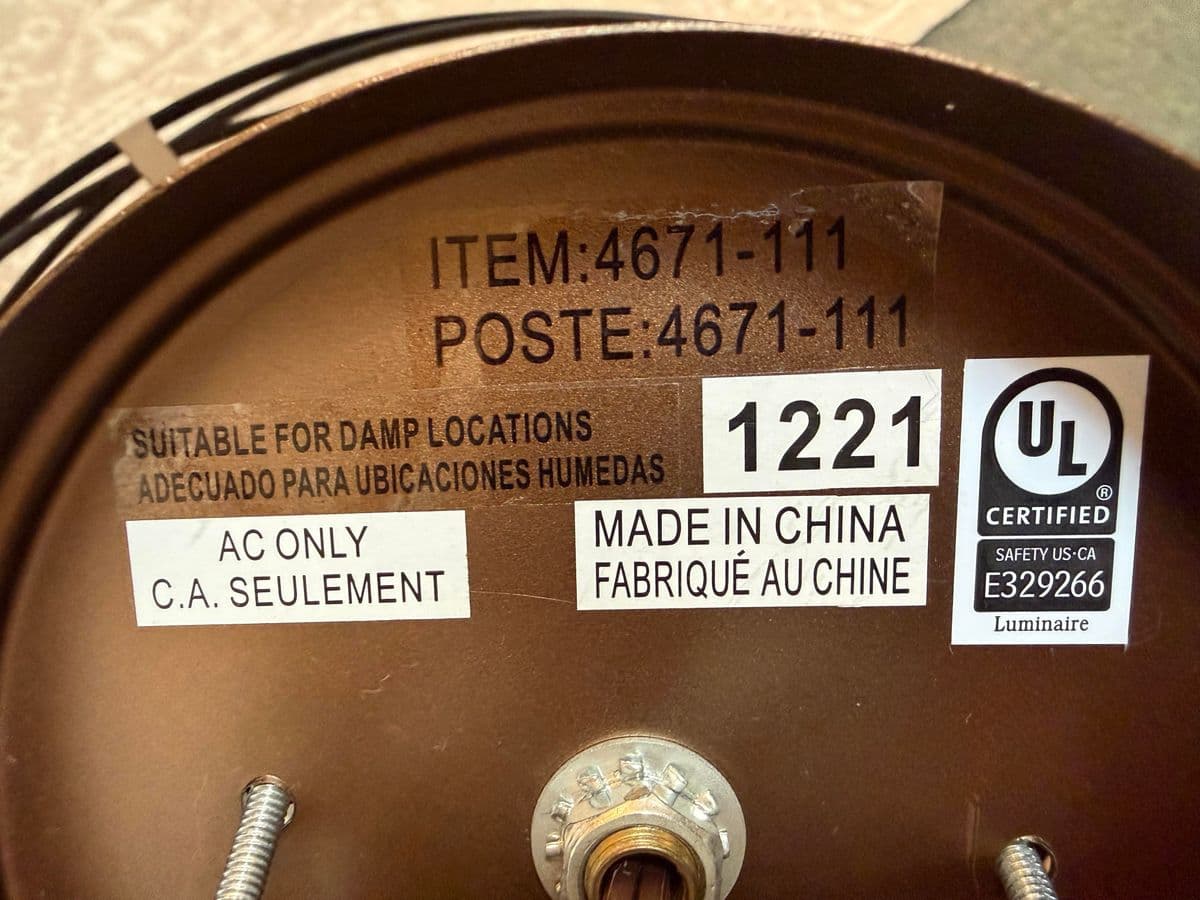 ITEM:4671-111
POSTE:4671-111
SUITABLE FOR DAMP LOCATIONS
ADECUADO PARA UBICACIONES HUMEDAS
1221
AC ONLY
C.A. SEULEMENT
MADE IN CHINA
FABRIQUÉ AU CHINE
UL
®
CERTIFIED
SAFETY US·CA
E329266
Luminaire